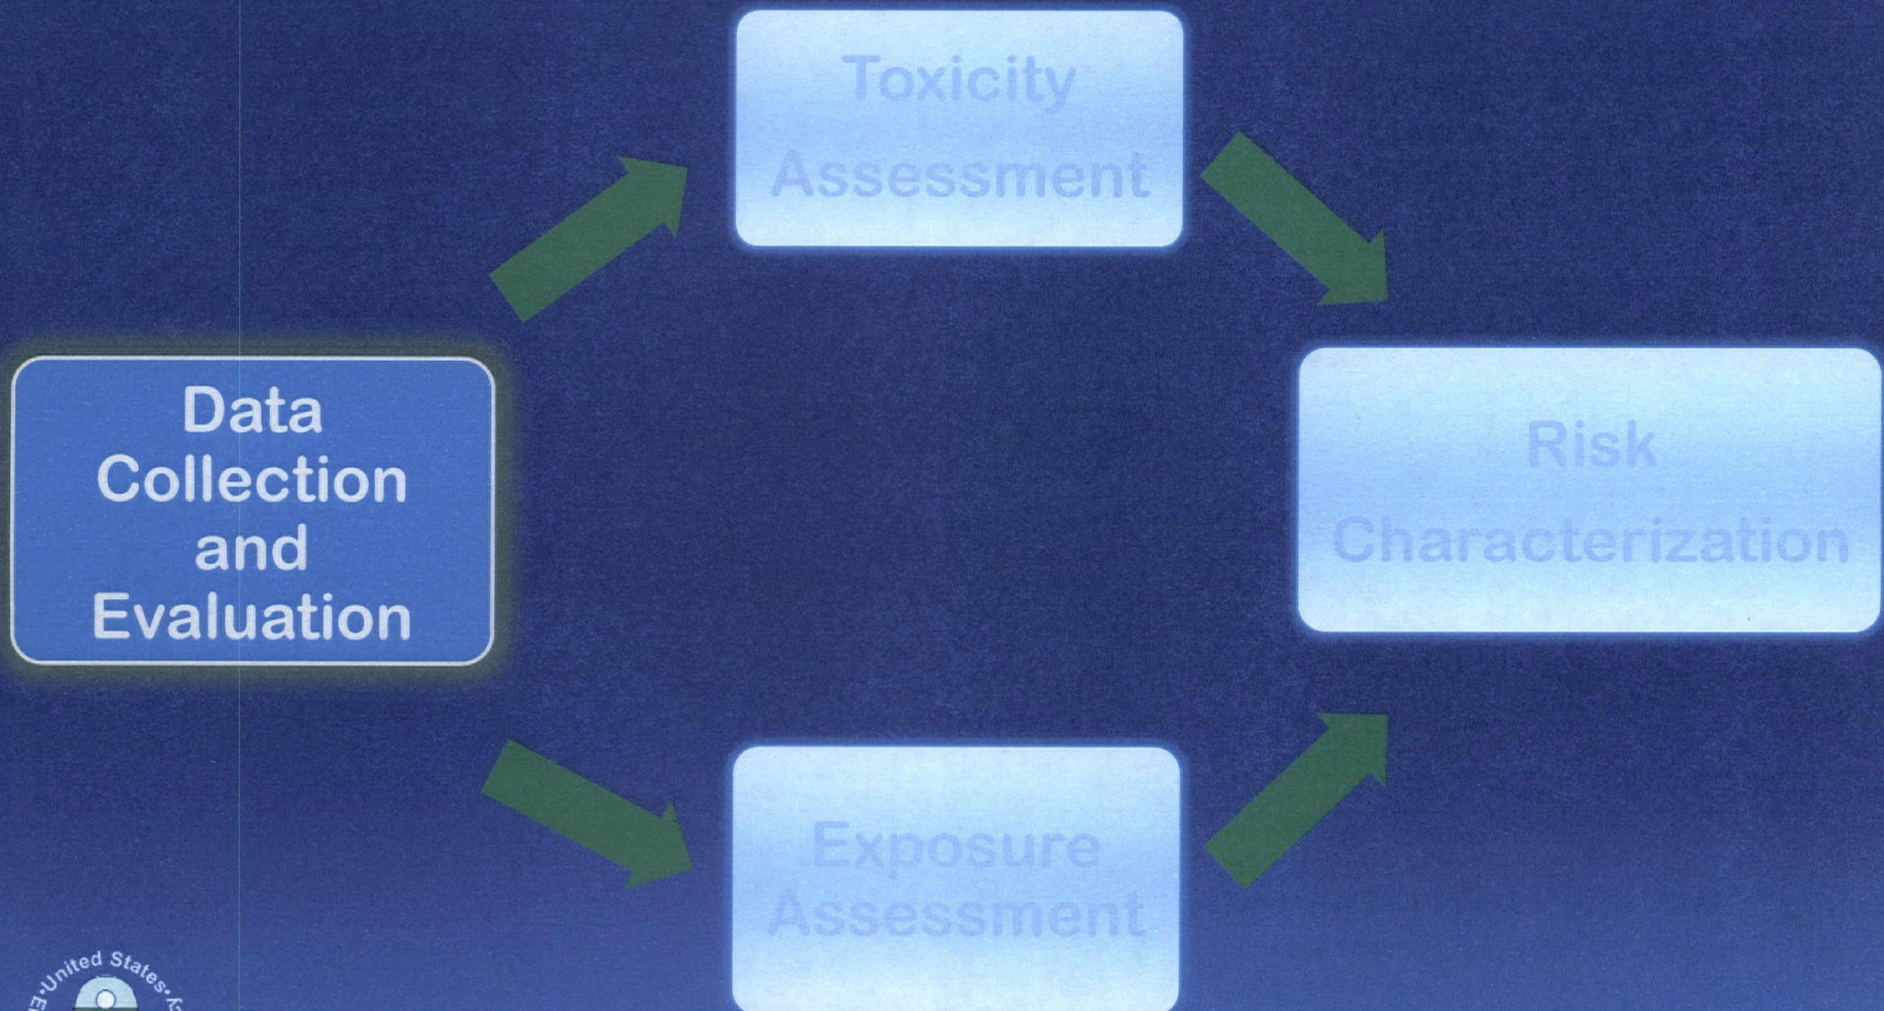 Toxicity
Assessment
Data
Collection
and
Evaluation
Risk
Characterization
Exposure
Assessment
United States